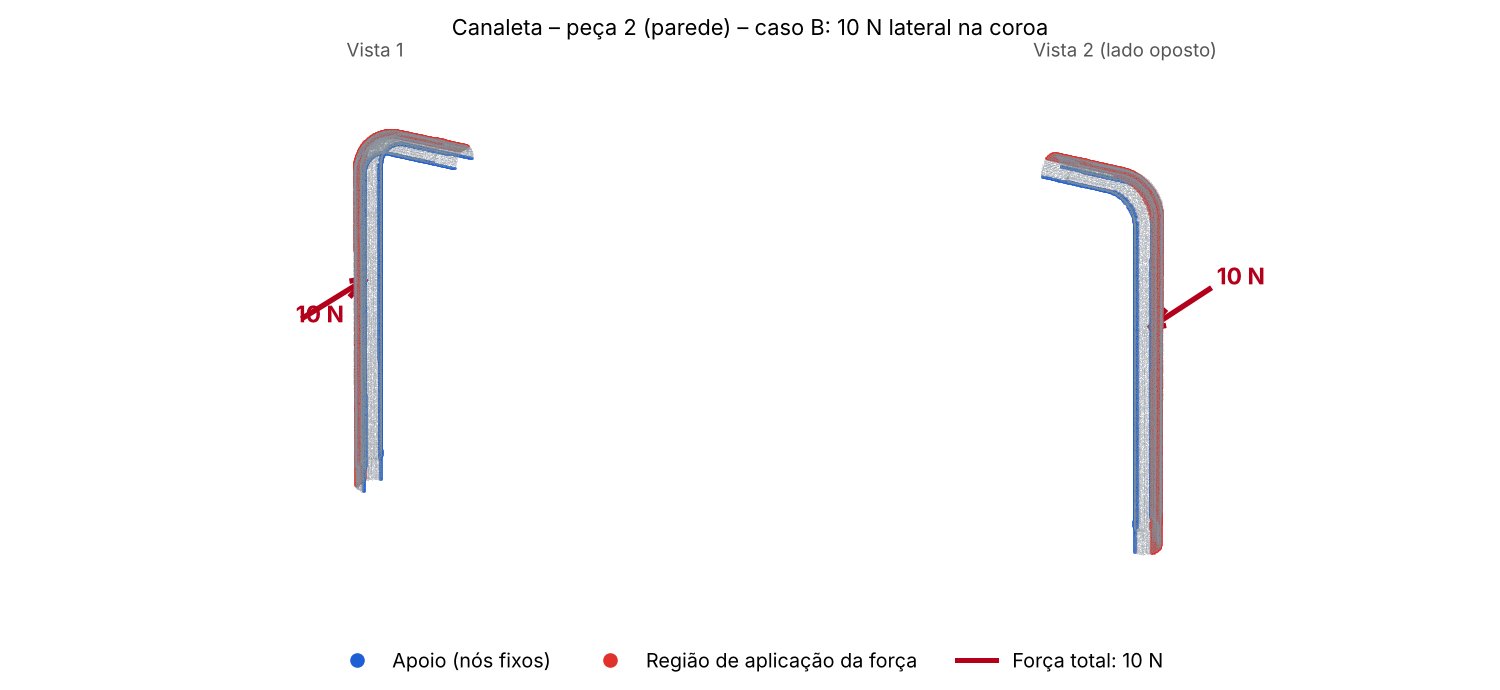 Canaleta – peça 2 (parede) – caso B: 10 N lateral na coroa
Vista 1
Vista 2 (lado oposto)
10 N
10 N
Apoio (nós fixos)
Região de aplicação da força
Força total: 10 N